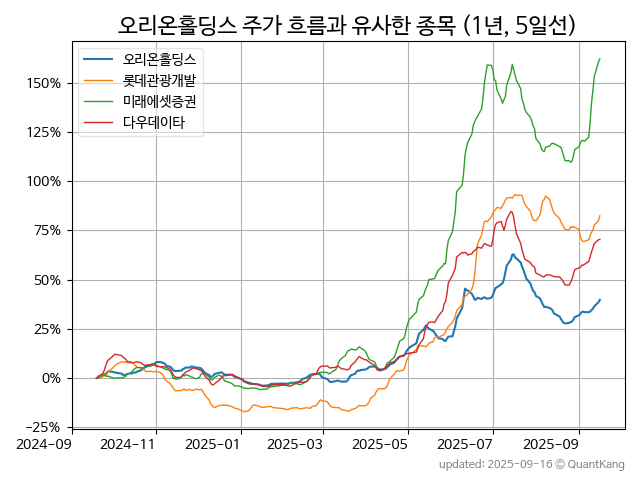 오리온홀딩스 주가 흐름과 유사한 종목 (1년, 5일선)
오리온홀딩스
롯데관광개발
미래에셋증권
다우데이타
150%
125%
100%
75%
50%
25%
0%
−25%
2024-09 2024-11 2025-01 2025-03 2025-05 2025-07 2025-09
updated: 2025-09-16 © QuantKang